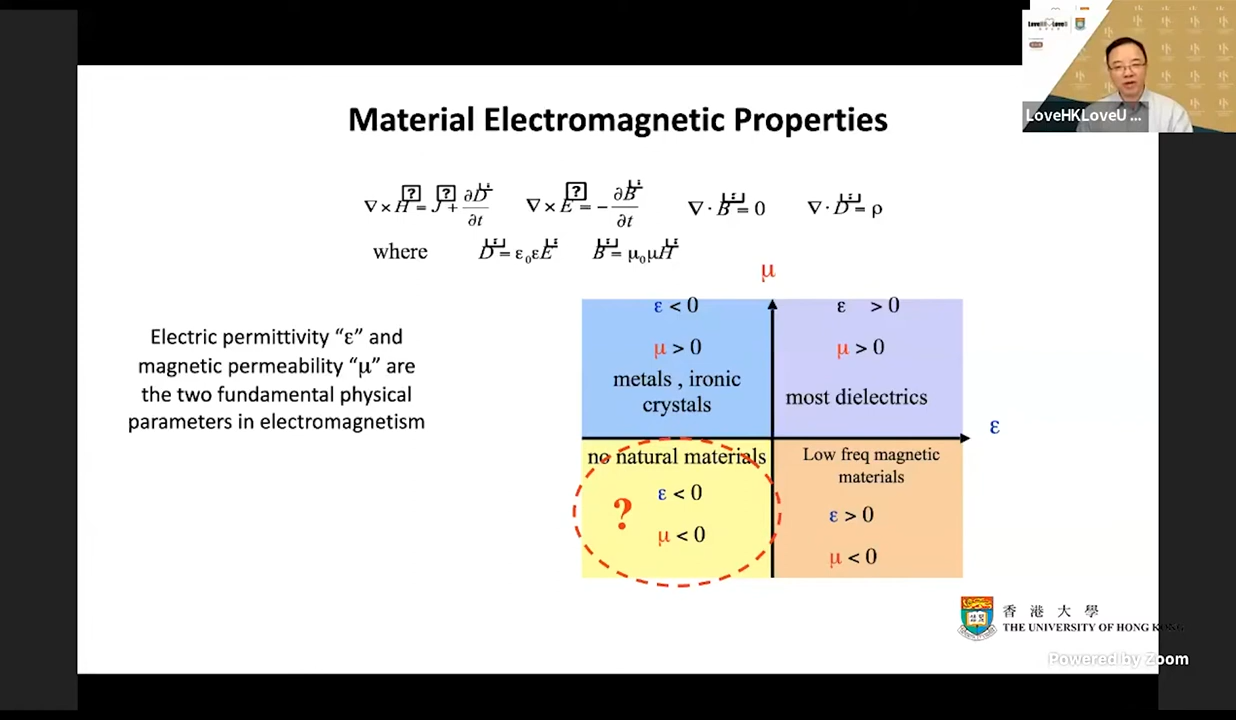 LoveHK LoveU
LoveHKLoveU ...
Material Electromagnetic Properties
∇ × H = J + ∂D/∂t ∇ × E = − ∂B/∂t ∇ · B = 0 ∇ · D = ρ
where D = ε₀εE B = μ₀μH
μ
Electric permittivity “ε” and
magnetic permeability “μ” are
the two fundamental physical
parameters in electromagnetism
ε < 0
μ > 0
metals , ironic
crystals
ε > 0
μ > 0
most dielectrics
ε
no natural materials
?
ε < 0
μ < 0
Low freq magnetic
materials
ε > 0
μ < 0
香港大學
THE UNIVERSITY OF HONG KONG
Powered by Zoom